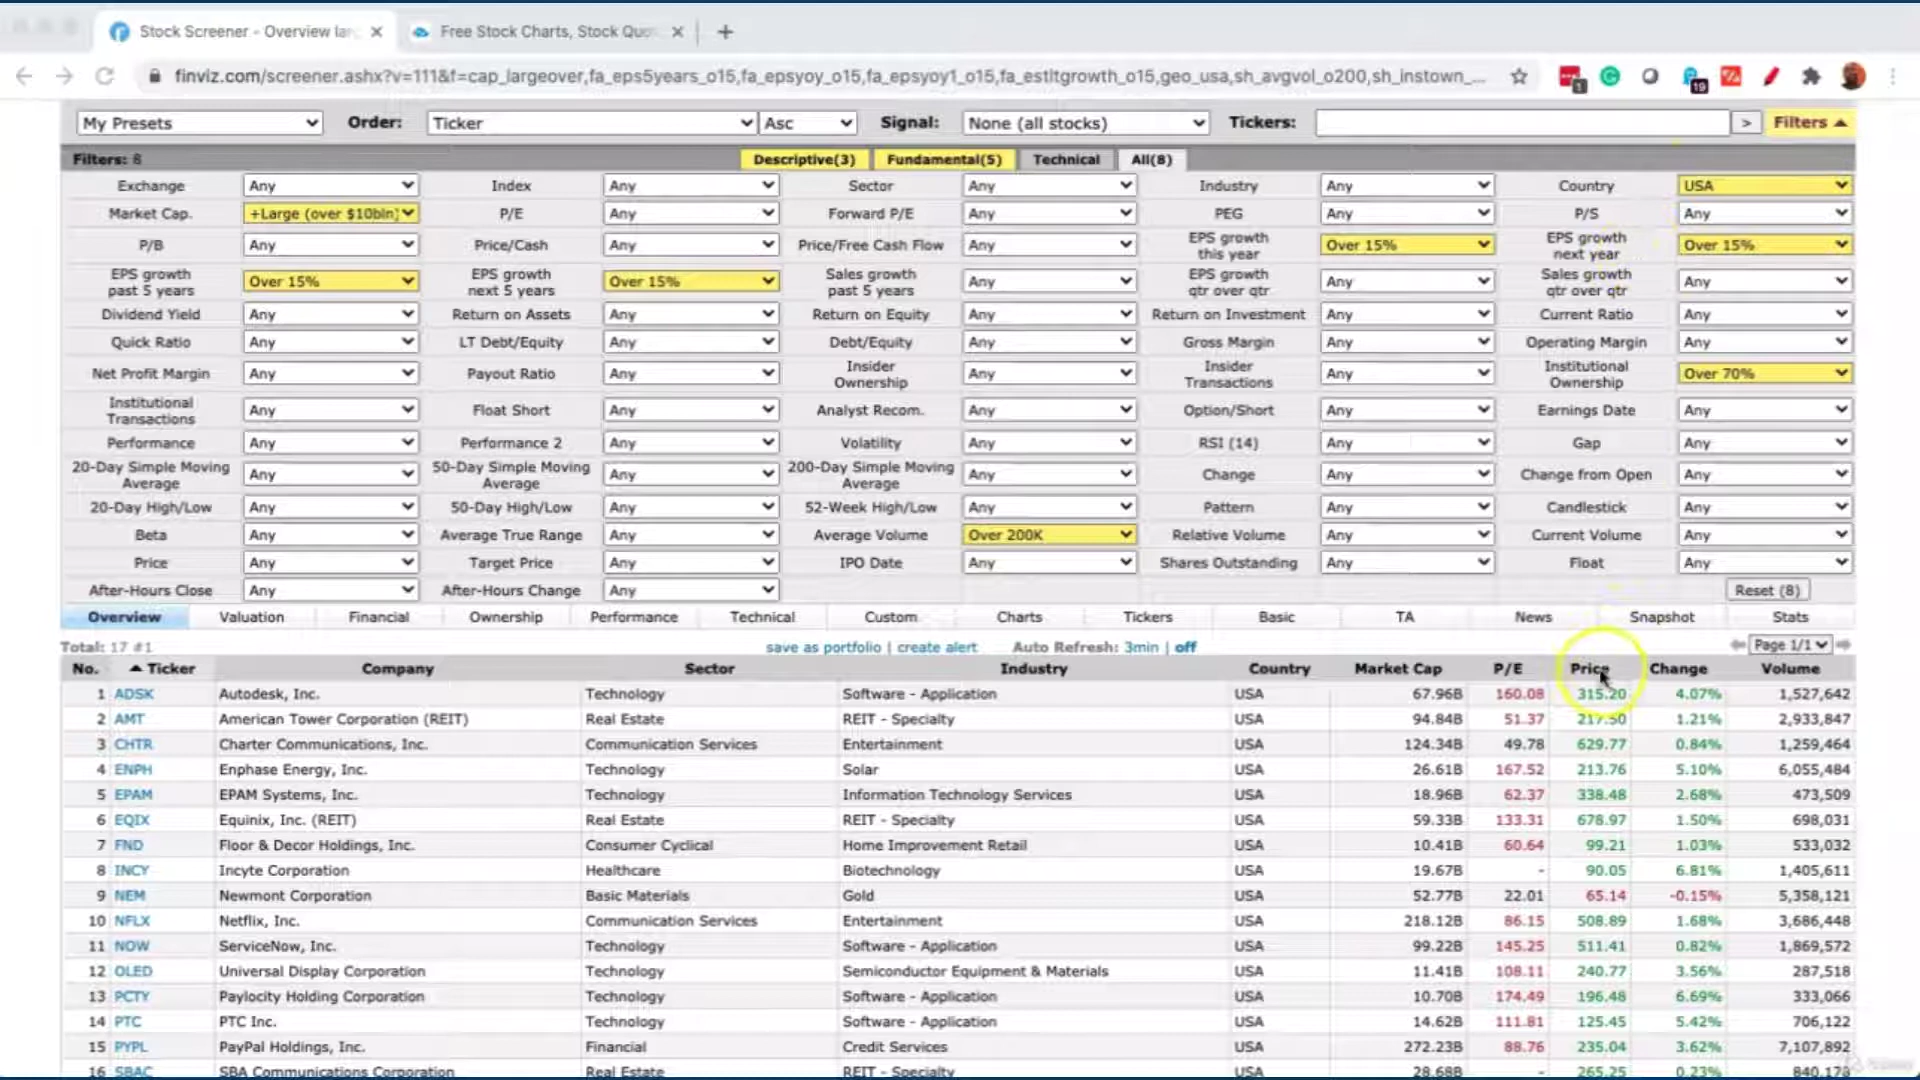 Stock Screener - Overview lar
Free Stock Charts, Stock Quo
finviz.com/screener.ashx?v=111&f=cap_largeover,fa_eps5years_o15,fa_epsyoy_o15,fa_epsyoy1_o15,fa_estltgrowth_o15,geo_usa,sh_avgvol_o200,sh_instown_...
1
19
My Presets Order: Ticker Asc Signal: None (all stocks) Tickers: > Filters
Filters: 8 Descriptive(3) Fundamental(5) Technical All(8)
Exchange Any Index Any Sector Any Industry Any Country USA
Market Cap. +Large (over $10bln) P/E Any Forward P/E Any PEG Any P/S Any
P/B Any Price/Cash Any Price/Free Cash Flow Any EPS growth this year Over 15% EPS growth next year Over 15%
EPS growth past 5 years Over 15% EPS growth next 5 years Over 15% Sales growth past 5 years Any EPS growth qtr over qtr Any Sales growth qtr over qtr Any
Dividend Yield Any Return on Assets Any Return on Equity Any Return on Investment Any Current Ratio Any
Quick Ratio Any LT Debt/Equity Any Debt/Equity Any Gross Margin Any Operating Margin Any
Net Profit Margin Any Payout Ratio Any Insider Ownership Any Insider Transactions Any Institutional Ownership Over 70%
Institutional Transactions Any Float Short Any Analyst Recom. Any Option/Short Any Earnings Date Any
Performance Any Performance 2 Any Volatility Any RSI (14) Any Gap Any
20-Day Simple Moving Average Any 50-Day Simple Moving Average Any 200-Day Simple Moving Average Any Change Any Change from Open Any
20-Day High/Low Any 50-Day High/Low Any 52-Week High/Low Any Pattern Any Candlestick Any
Beta Any Average True Range Any Average Volume Over 200K Relative Volume Any Current Volume Any
Price Any Target Price Any IPO Date Any Shares Outstanding Any Float Any
After-Hours Close Any After-Hours Change Any Reset (8)
Overview Valuation Financial Ownership Performance Technical Custom Charts Tickers Basic TA News Snapshot Stats
Total: 17 #1 save as portfolio | create alert Auto Refresh: 3min | off Page 1/1
No. Ticker Company Sector Industry Country Market Cap P/E Price Change Volume
1 ADSK Autodesk, Inc. Technology Software - Application USA 67.96B 160.08 315.20 4.07% 1,527,642
2 AMT American Tower Corporation (REIT) Real Estate REIT - Specialty USA 94.84B 51.37 217.50 1.21% 2,933,847
3 CHTR Charter Communications, Inc. Communication Services Entertainment USA 124.34B 49.78 629.77 0.84% 1,259,464
4 ENPH Enphase Energy, Inc. Technology Solar USA 26.61B 167.52 213.76 5.10% 6,055,484
5 EPAM EPAM Systems, Inc. Technology Information Technology Services USA 18.96B 62.37 338.48 2.68% 473,509
6 EQIX Equinix, Inc. (REIT) Real Estate REIT - Specialty USA 59.33B 133.31 678.97 1.50% 698,031
7 FND Floor & Decor Holdings, Inc. Consumer Cyclical Home Improvement Retail USA 10.41B 60.64 99.21 1.03% 533,032
8 INCY Incyte Corporation Healthcare Biotechnology USA 19.67B - 90.05 6.81% 1,405,611
9 NEM Newmont Corporation Basic Materials Gold USA 52.77B 22.01 65.14 -0.15% 5,358,121
10 NFLX Netflix, Inc. Communication Services Entertainment USA 218.12B 86.15 508.89 1.68% 3,686,448
11 NOW ServiceNow, Inc. Technology Software - Application USA 99.22B 145.25 511.41 0.82% 1,869,572
12 OLED Universal Display Corporation Technology Semiconductor Equipment & Materials USA 11.41B 108.11 240.77 3.56% 287,518
13 PCTY Paylocity Holding Corporation Technology Software - Application USA 10.70B 174.49 196.48 6.69% 333,066
14 PTC PTC Inc. Technology Software - Application USA 14.62B 111.81 125.45 5.42% 706,122
15 PYPL PayPal Holdings, Inc. Financial Credit Services USA 272.23B 88.76 235.04 3.62% 7,107,892
16 SBAC SBA Communications Corporation Real Estate REIT - Specialty USA 28.68B - 265.25 0.23% 840,178